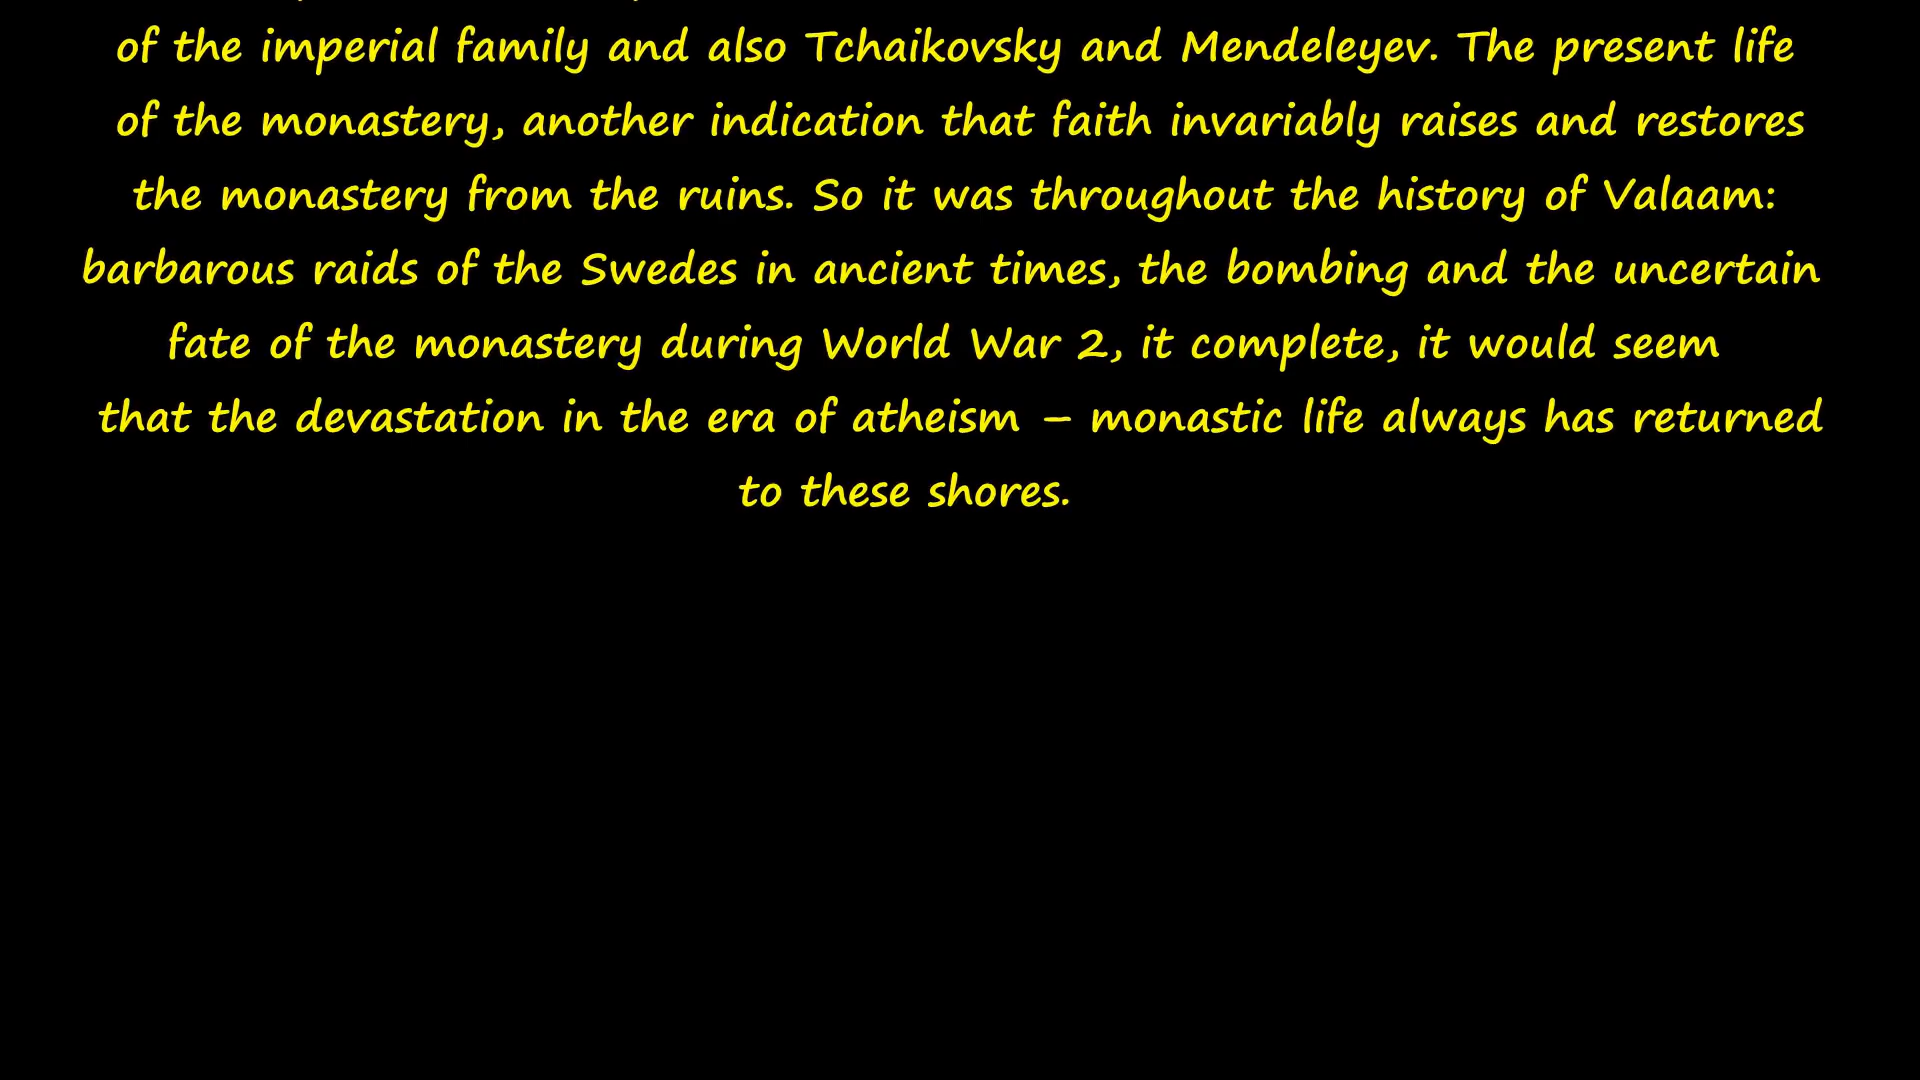 of the imperial family and also Tchaikovsky and Mendeleyev. The present life
of the monastery, another indication that faith invariably raises and restores
the monastery from the ruins. So it was throughout the history of Valaam:
barbarous raids of the Swedes in ancient times, the bombing and the uncertain
fate of the monastery during World War 2, it complete, it would seem
that the devastation in the era of atheism – monastic life always has returned
to these shores.